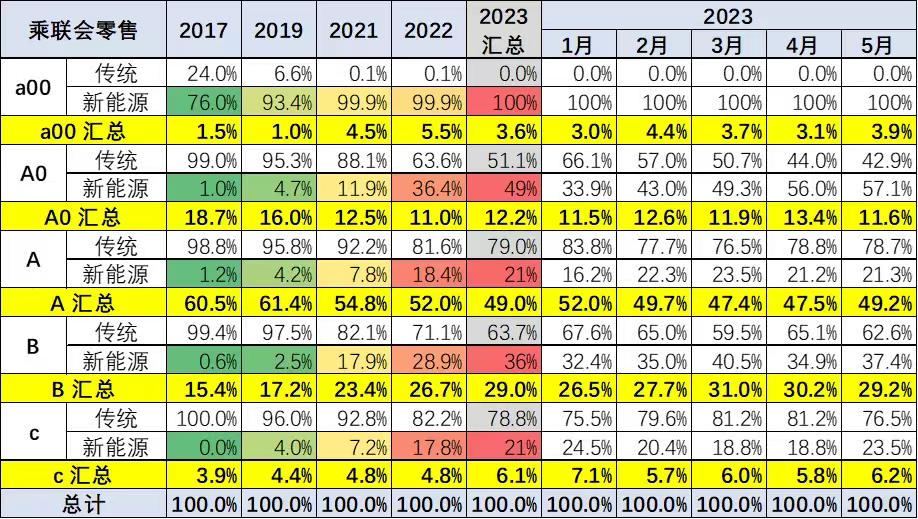 乘联会零售 2017 2019 2021 2022 2023 汇总 2023
1月 2月 3月 4月 5月
a00 传统 24.0% 6.6% 0.1% 0.1% 0.0% 0.0% 0.0% 0.0% 0.0% 0.0%
新能源 76.0% 93.4% 99.9% 99.9% 100% 100% 100% 100% 100% 100%
a00 汇总 1.5% 1.0% 4.5% 5.5% 3.6% 3.0% 4.4% 3.7% 3.1% 3.9%
A0 传统 99.0% 95.3% 88.1% 63.6% 51.1% 66.1% 57.0% 50.7% 44.0% 42.9%
新能源 1.0% 4.7% 11.9% 36.4% 49% 33.9% 43.0% 49.3% 56.0% 57.1%
A0 汇总 18.7% 16.0% 12.5% 11.0% 12.2% 11.5% 12.6% 11.9% 13.4% 11.6%
A 传统 98.8% 95.8% 92.2% 81.6% 79.0% 83.8% 77.7% 76.5% 78.8% 78.7%
新能源 1.2% 4.2% 7.8% 18.4% 21% 16.2% 22.3% 23.5% 21.2% 21.3%
A 汇总 60.5% 61.4% 54.8% 52.0% 49.0% 52.0% 49.7% 47.4% 47.5% 49.2%
B 传统 99.4% 97.5% 82.1% 71.1% 63.7% 67.6% 65.0% 59.5% 65.1% 62.6%
新能源 0.6% 2.5% 17.9% 28.9% 36% 32.4% 35.0% 40.5% 34.9% 37.4%
B 汇总 15.4% 17.2% 23.4% 26.7% 29.0% 26.5% 27.7% 31.0% 30.2% 29.2%
c 传统 100.0% 96.0% 92.8% 82.2% 78.8% 75.5% 79.6% 81.2% 81.2% 76.5%
新能源 0.0% 4.0% 7.2% 17.8% 21% 24.5% 20.4% 18.8% 18.8% 23.5%
c 汇总 3.9% 4.4% 4.8% 4.8% 6.1% 7.1% 5.7% 6.0% 5.8% 6.2%
总计 100.0% 100.0% 100.0% 100.0% 100.0% 100.0% 100.0% 100.0% 100.0% 100.0%